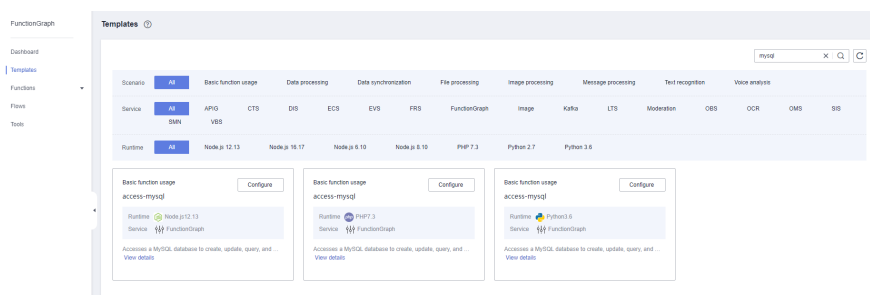 FunctionGraph
Templates
Dashboard
Templates
Functions
Flows
Tools
mysql
Scenario All Basic function usage Data processing Data synchronization File processing Image processing Message processing Text recognition Voice analysis
Service All APIG CTS DIS ECS EVS FRS FunctionGraph Image Kafka LTS Moderation OBS OCR OMS SIS
SMN VBS
Runtime All Node.js 12.13 Node.js 16.17 Node.js 6.10 Node.js 8.10 PHP 7.3 Python 2.7 Python 3.6
Basic function usage Configure
access-mysql
Runtime Node.js12.13
Service FunctionGraph
Accesses a MySQL database to create, update, query, and ...
View details
Basic function usage Configure
access-mysql
Runtime php PHP7.3
Service FunctionGraph
Accesses a MySQL database to create, update, query, and ...
View details
Basic function usage Configure
access-mysql
Runtime Python3.6
Service FunctionGraph
Accesses a MySQL database to create, update, query, and ...
View details